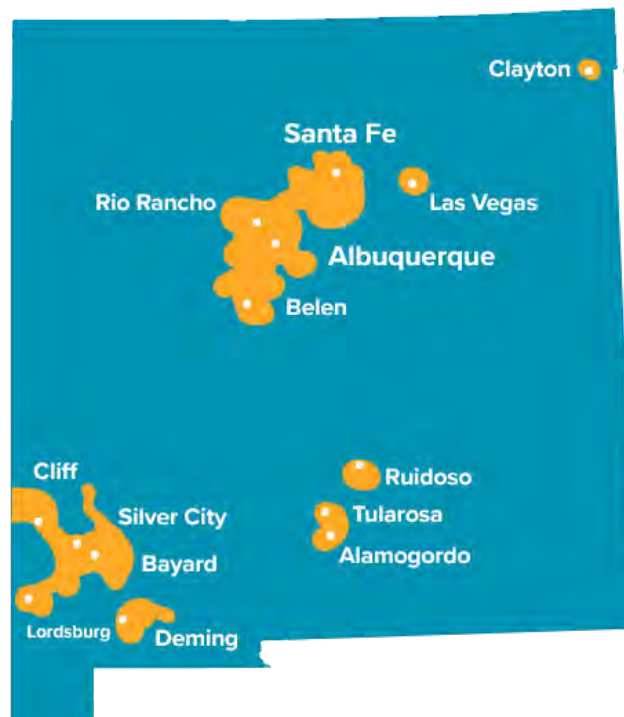 Clayton
Santa Fe
Rio Rancho
Las Vegas
Albuquerque
Belen
Cliff
Ruidoso
Silver City
Tularosa
Bayard
Alamogordo
Lordsburg
Deming